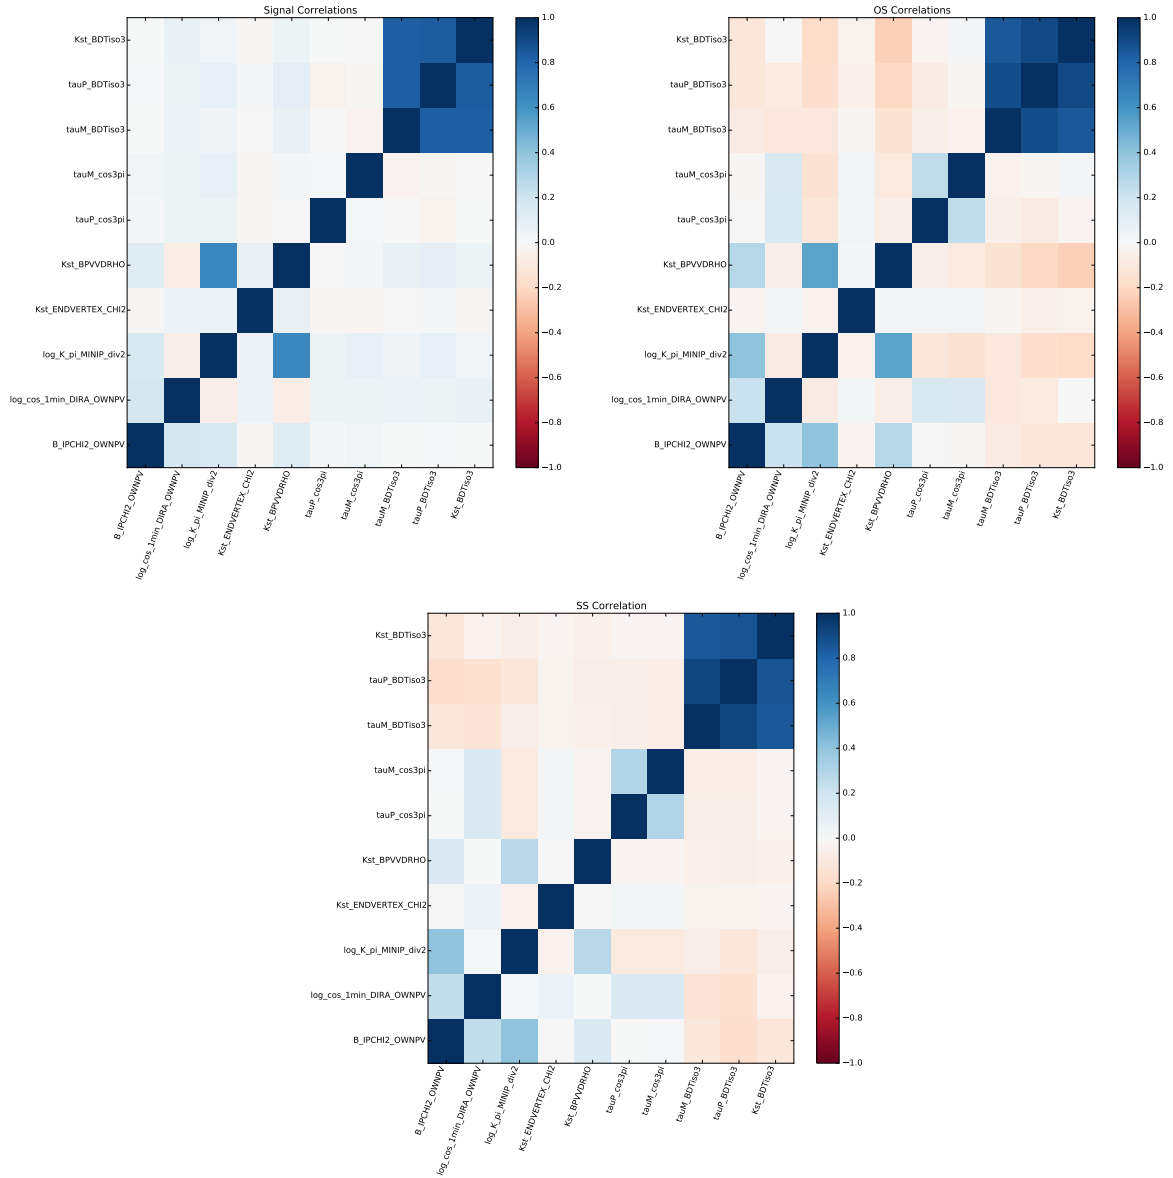 Signal Correlations
Kst_BDTiso3
tauP_BDTiso3
tauM_BDTiso3
tauM_cos3pi
tauP_cos3pi
Kst_BPVVDRHO
Kst_ENDVERTEX_CHI2
log_K_pi_MINIP_div2
log_cos_1min_DIRA_OWNPV
B_IPCHI2_OWNPV
B_IPCHI2_OWNPV
log_cos_1min_DIRA_OWNPV
log_K_pi_MINIP_div2
Kst_ENDVERTEX_CHI2
Kst_BPVVDRHO
tauP_cos3pi
tauM_cos3pi
tauM_BDTiso3
tauP_BDTiso3
Kst_BDTiso3
1.0
0.8
0.6
0.4
0.2
0.0
−0.2
−0.4
−0.6
−0.8
−1.0
OS Correlations
Kst_BDTiso3
tauP_BDTiso3
tauM_BDTiso3
tauM_cos3pi
tauP_cos3pi
Kst_BPVVDRHO
Kst_ENDVERTEX_CHI2
log_K_pi_MINIP_div2
log_cos_1min_DIRA_OWNPV
B_IPCHI2_OWNPV
B_IPCHI2_OWNPV
log_cos_1min_DIRA_OWNPV
log_K_pi_MINIP_div2
Kst_ENDVERTEX_CHI2
Kst_BPVVDRHO
tauP_cos3pi
tauM_cos3pi
tauM_BDTiso3
tauP_BDTiso3
Kst_BDTiso3
1.0
0.8
0.6
0.4
0.2
0.0
−0.2
−0.4
−0.6
−0.8
−1.0
SS Correlation
Kst_BDTiso3
tauP_BDTiso3
tauM_BDTiso3
tauM_cos3pi
tauP_cos3pi
Kst_BPVVDRHO
Kst_ENDVERTEX_CHI2
log_K_pi_MINIP_div2
log_cos_1min_DIRA_OWNPV
B_IPCHI2_OWNPV
B_IPCHI2_OWNPV
log_cos_1min_DIRA_OWNPV
log_K_pi_MINIP_div2
Kst_ENDVERTEX_CHI2
Kst_BPVVDRHO
tauP_cos3pi
tauM_cos3pi
tauM_BDTiso3
tauP_BDTiso3
Kst_BDTiso3
1.0
0.8
0.6
0.4
0.2
0.0
−0.2
−0.4
−0.6
−0.8
−1.0